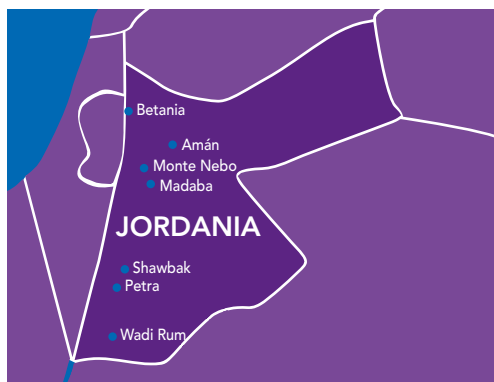 Betania
Amán
Monte Nebo
Madaba
JORDANIA
Shawbak
Petra
Wadi Rum